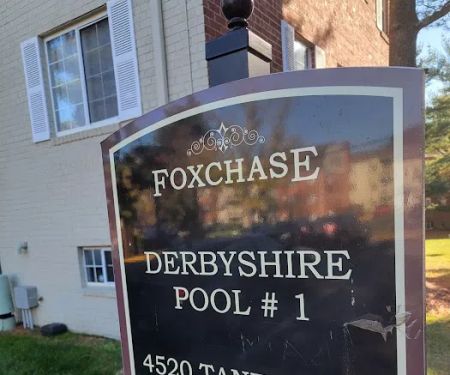 FOXCHASE
DERBYSHIRE
POOL # 1
4520